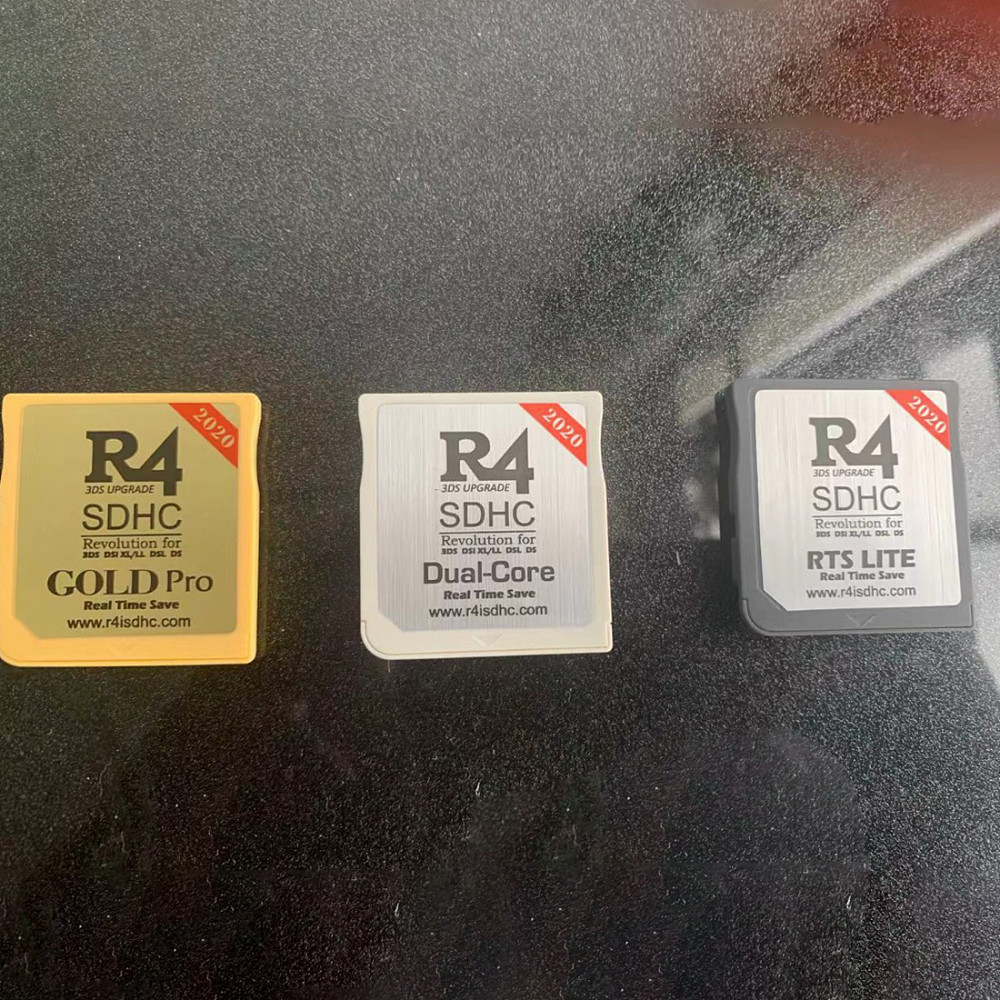 2020
R4
3DS UPGRADE
SDHC
Revolution for
3DS DSI XL/LL DSL DS
GOLD Pro
Real Time Save
www.r4isdhc.com
2020
R4
3DS UPGRADE
SDHC
Revolution for
3DS DSI XL/LL DSL DS
Dual-Core
Real Time Save
www.r4isdhc.com
2020
R4
3DS UPGRADE
SDHC
Revolution for
3DS DSI XL/LL DSL DS
RTS LITE
Real Time Save
www.r4isdhc.com